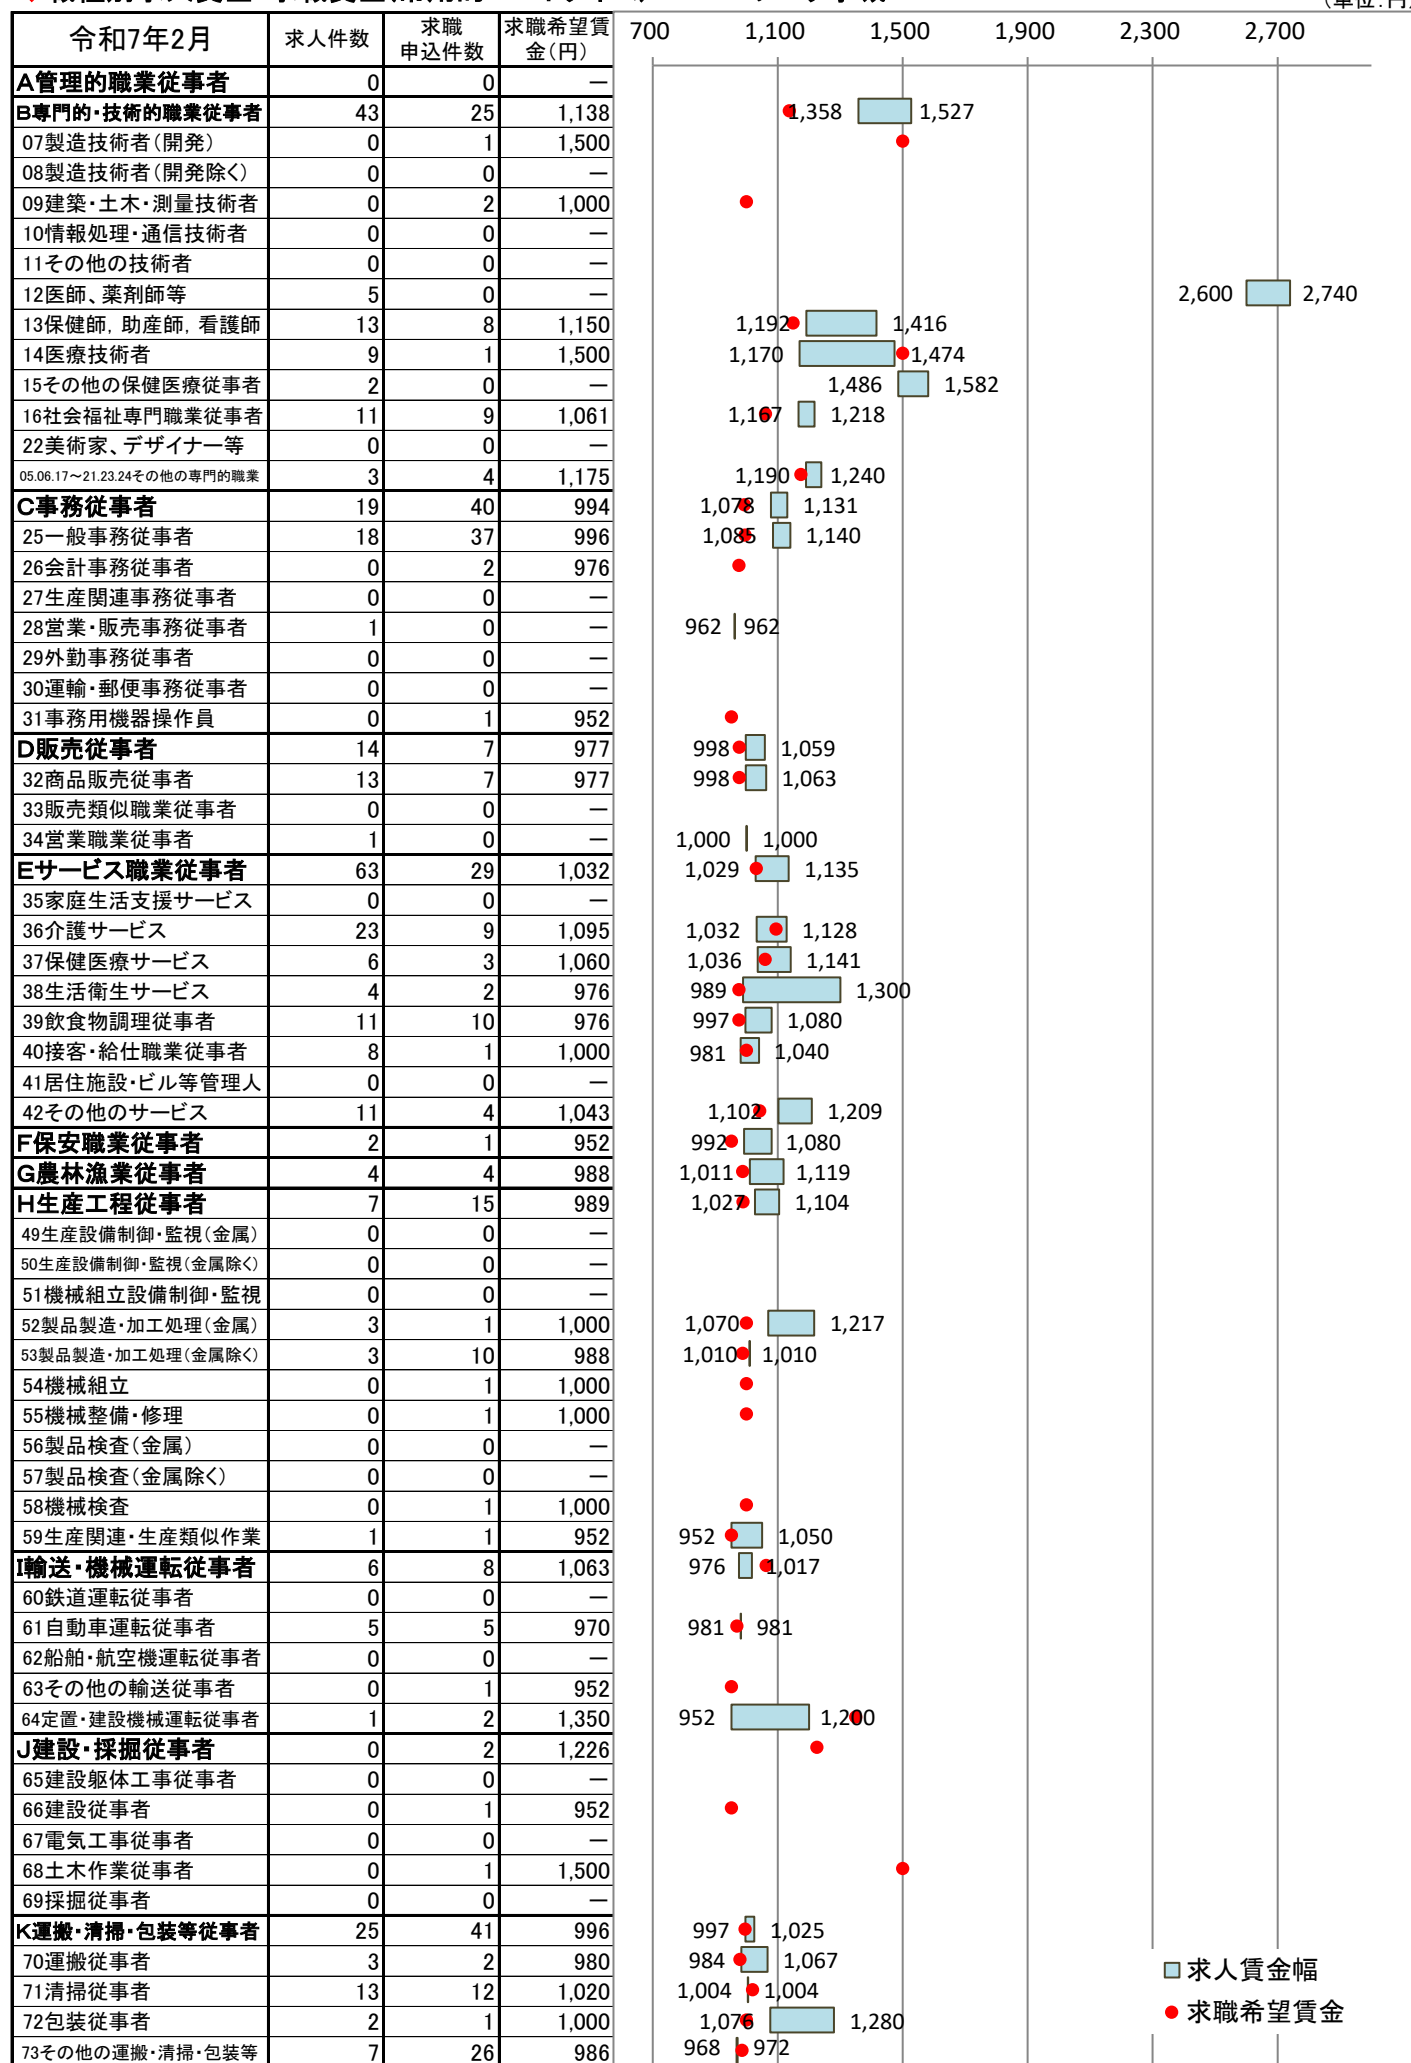 令和7年2月 求人件数 求職申込件数 求職希望賃金(円) 700 1,100 1,500 1,900 2,300 2,700
A管理的職業従事者 0 0 ―
B専門的・技術的職業従事者 43 25 1,138 1,358 1,527
07製造技術者(開発) 0 1 1,500
08製造技術者(開発除く) 0 0 ―
09建築・土木・測量技術者 0 2 1,000
10情報処理・通信技術者 0 0 ―
11その他の技術者 0 0 ―
12医師、薬剤師等 5 0 ― 2,600 2,740
13保健師, 助産師, 看護師 13 8 1,150 1,192 1,416
14医療技術者 9 1 1,500 1,170 1,474
15その他の保健医療従事者 2 0 ― 1,486 1,582
16社会福祉専門職業従事者 11 9 1,061 1,167 1,218
22美術家、デザイナー等 0 0 ―
05.06.17～21.23.24その他の専門的職業 3 4 1,175 1,190 1,240
C事務従事者 19 40 994 1,078 1,131
25一般事務従事者 18 37 996 1,085 1,140
26会計事務従事者 0 2 976
27生産関連事務従事者 0 0 ―
28営業・販売事務従事者 1 0 ― 962 962
29外勤事務従事者 0 0 ―
30運輸・郵便事務従事者 0 0 ―
31事務用機器操作員 0 1 952
D販売従事者 14 7 977 998 1,059
32商品販売従事者 13 7 977 998 1,063
33販売類似職業従事者 0 0 ―
34営業職業従事者 1 0 ― 1,000 1,000
Eサービス職業従事者 63 29 1,032 1,029 1,135
35家庭生活支援サービス 0 0 ―
36介護サービス 23 9 1,095 1,032 1,128
37保健医療サービス 6 3 1,060 1,036 1,141
38生活衛生サービス 4 2 976 989 1,300
39飲食物調理従事者 11 10 976 997 1,080
40接客・給仕職業従事者 8 1 1,000 981 1,040
41居住施設・ビル等管理人 0 0 ―
42その他のサービス 11 4 1,043 1,102 1,209
F保安職業従事者 2 1 952 992 1,080
G農林漁業従事者 4 4 988 1,011 1,119
H生産工程従事者 7 15 989 1,027 1,104
49生産設備制御・監視(金属) 0 0 ―
50生産設備制御・監視(金属除く) 0 0 ―
51機械組立設備制御・監視 0 0 ―
52製品製造・加工処理(金属) 3 1 1,000 1,070 1,217
53製品製造・加工処理(金属除く) 3 10 988 1,010 1,010
54機械組立 0 1 1,000
55機械整備・修理 0 1 1,000
56製品検査(金属) 0 0 ―
57製品検査(金属除く) 0 0 ―
58機械検査 0 1 1,000
59生産関連・生産類似作業 1 1 952 952 1,050
I輸送・機械運転従事者 6 8 1,063 976 1,017
60鉄道運転従事者 0 0 ―
61自動車運転従事者 5 5 970 981 981
62船舶・航空機運転従事者 0 0 ―
63その他の輸送従事者 0 1 952
64定置・建設機械運転従事者 1 2 1,350 952 1,200
J建設・採掘従事者 0 2 1,226
65建設躯体工事従事者 0 0 ―
66建設従事者 0 1 952
67電気工事従事者 0 0 ―
68土木作業従事者 0 1 1,500
69採掘従事者 0 0 ―
K運搬・清掃・包装等従事者 25 41 996 997 1,025
70運搬従事者 3 2 980 984 1,067
71清掃従事者 13 12 1,020 1,004 1,004
72包装従事者 2 1 1,000 1,076 1,280
73その他の運搬・清掃・包装等 7 26 986 968 972
求人賃金幅
求職希望賃金